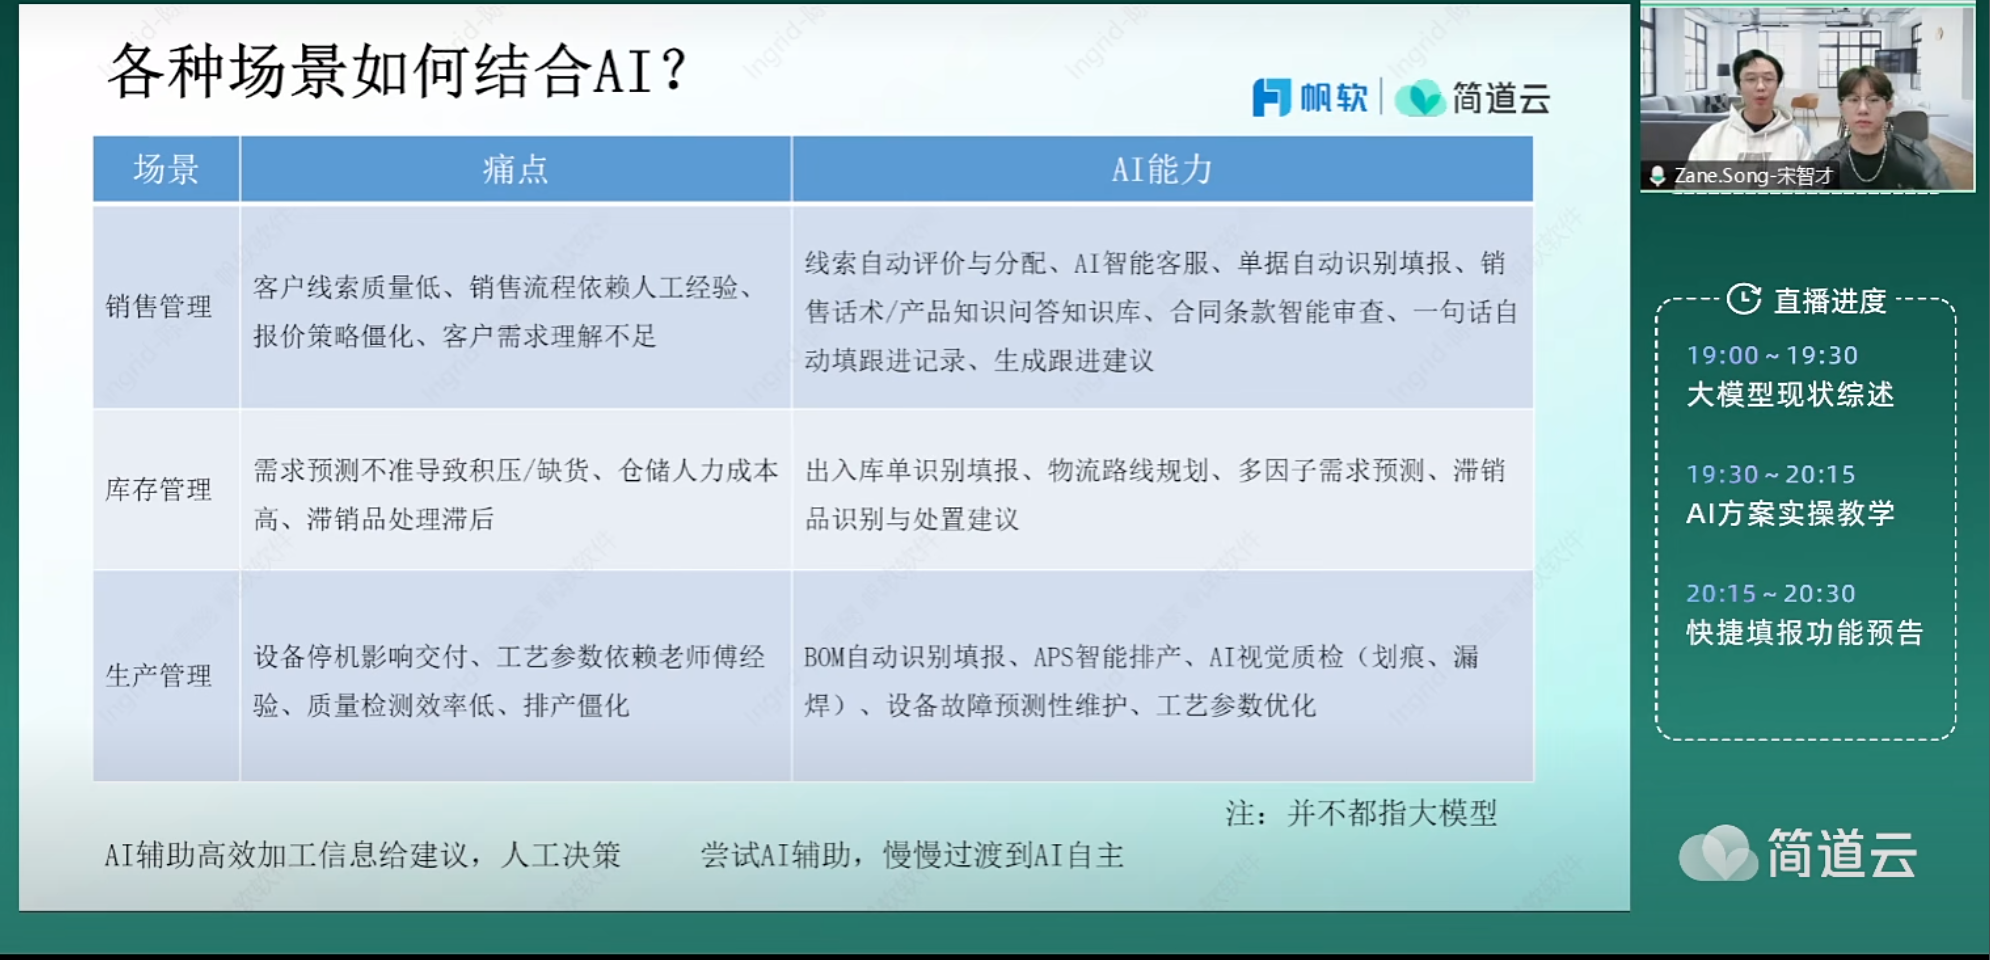 各种场景如何结合AI？
帆软 简道云
场景 痛点 AI能力
销售管理
客户线索质量低、销售流程依赖人工经验、
报价策略僵化、客户需求理解不足
线索自动评价与分配、AI智能客服、单据自动识别填报、销
售话术/产品知识问答知识库、合同条款智能审查、一句话自
动填跟进记录、生成跟进建议
库存管理
需求预测不准导致积压/缺货、仓储人力成本
高、滞销品处理滞后
出入库单识别填报、物流路线规划、多因子需求预测、滞销
品识别与处置建议
生产管理
设备停机影响交付、工艺参数依赖老师傅经
验、质量检测效率低、排产僵化
BOM自动识别填报、APS智能排产、AI视觉质检（划痕、漏
焊）、设备故障预测性维护、工艺参数优化
注：并不都指大模型
AI辅助高效加工信息给建议，人工决策 尝试AI辅助，慢慢过渡到AI自主
Zane.Song-宋智才
直播进度
19:00~19:30
大模型现状综述
19:30~20:15
AI方案实操教学
20:15~20:30
快捷填报功能预告
简道云